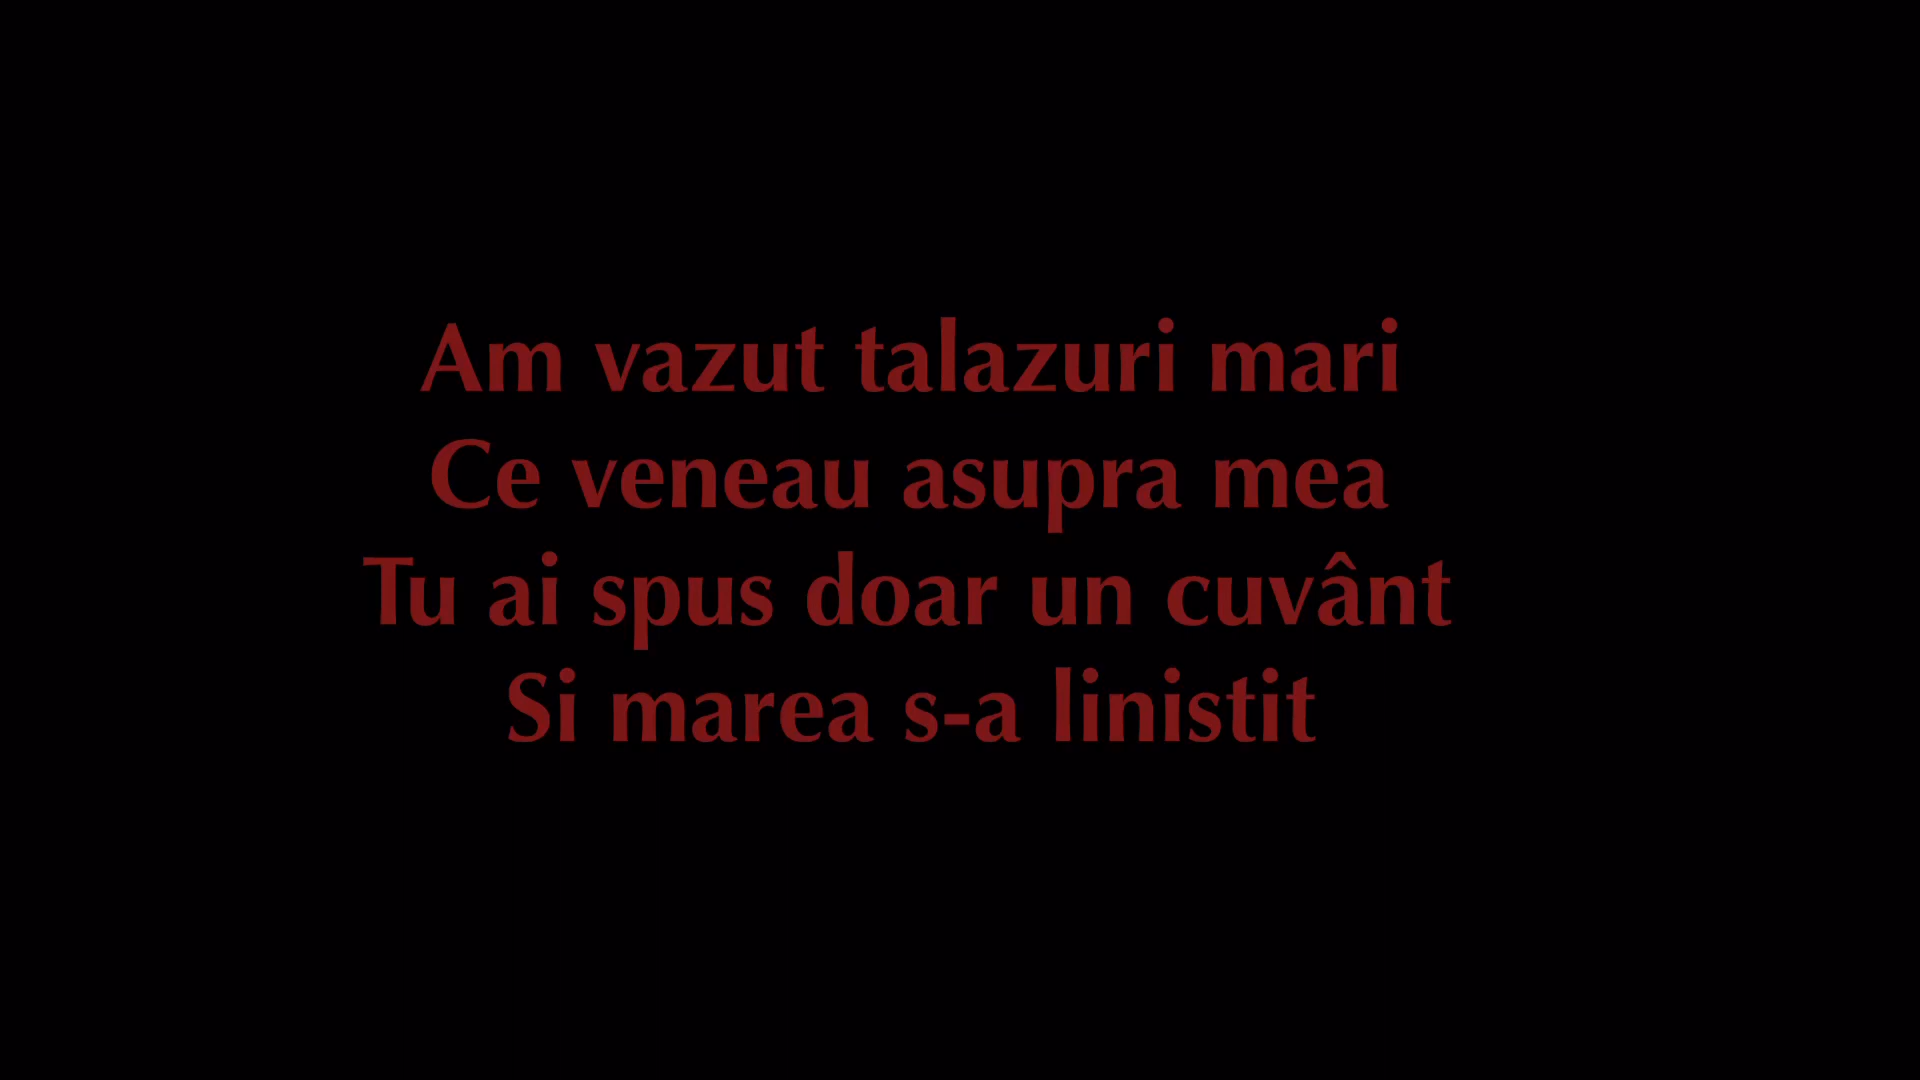 Am vazut talazuri mari
Ce veneau asupra mea
Tu ai spus doar un cuvânt
Si marea s-a linistit